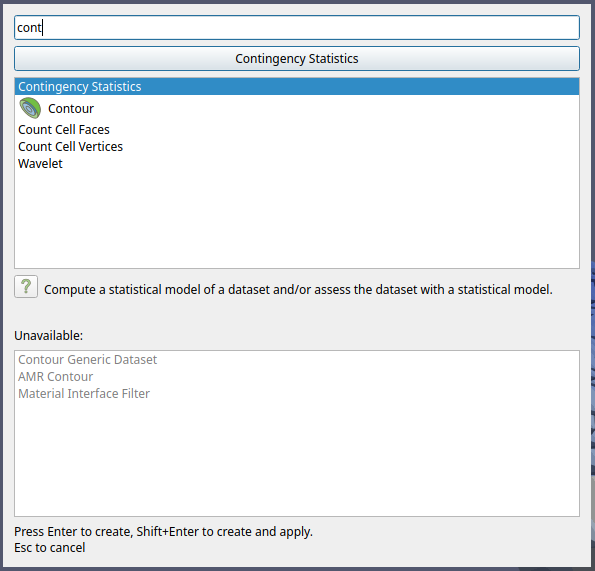 cont
Contingency Statistics
Contingency Statistics
Contour
Count Cell Faces
Count Cell Vertices
Wavelet
? Compute a statistical model of a dataset and/or assess the dataset with a statistical model.
Unavailable:
Contour Generic Dataset
AMR Contour
Material Interface Filter
Press Enter to create, Shift+Enter to create and apply.
Esc to cancel